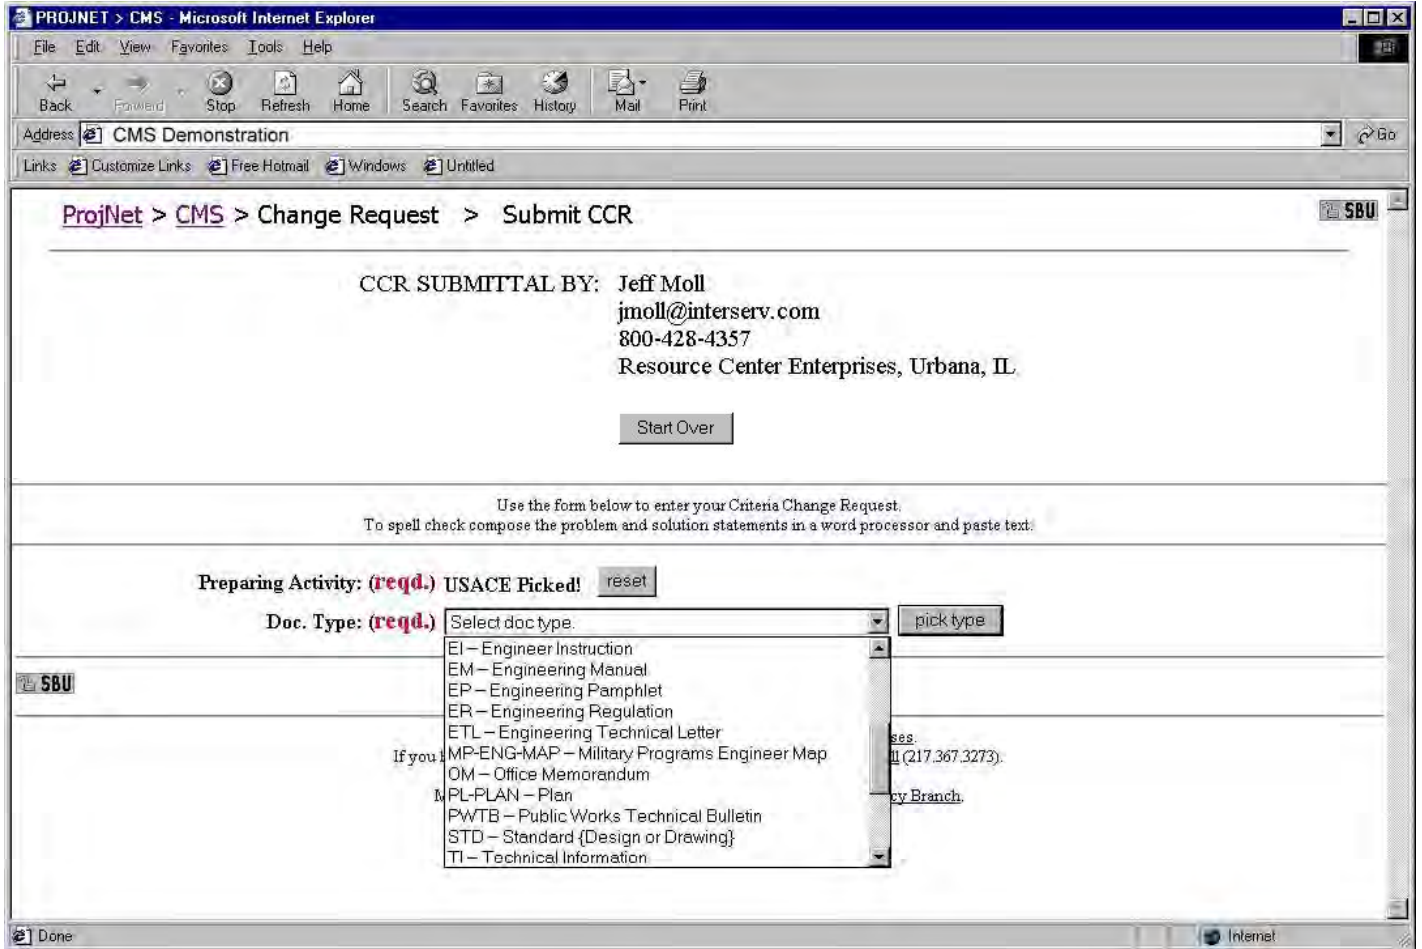 PROJNET > CMS - Microsoft Internet Explorer
File Edit View Favorites Tools Help
Back Forward Stop Refresh Home Search Favorites History Mail Print
Address CMS Demonstration Go
Links Customize Links Free Hotmail Windows Untitled
ProjNet > CMS > Change Request > Submit CCR SBU
CCR SUBMITTAL BY: Jeff Moll
jmoll@interserv.com
800-428-4357
Resource Center Enterprises, Urbana, IL
Start Over
Use the form below to enter your Criteria Change Request.
To spell check compose the problem and solution statements in a word processor and paste text.
Preparing Activity: (reqd.) USACE Picked! reset
Doc. Type: (reqd.) Select doc type. pick type
EI – Engineer Instruction
EM – Engineering Manual
SBU
EP – Engineering Pamphlet
ER – Engineering Regulation
ETL – Engineering Technical Letter
ses.
If you
MP-ENG-MAP – Military Programs Engineer Map
(217.367.3273).
OM – Office Memorandum
PL-PLAN – Plan
cy Branch.
PWTB – Public Works Technical Bulletin
STD – Standard {Design or Drawing}
TI – Technical Information
Done Internet